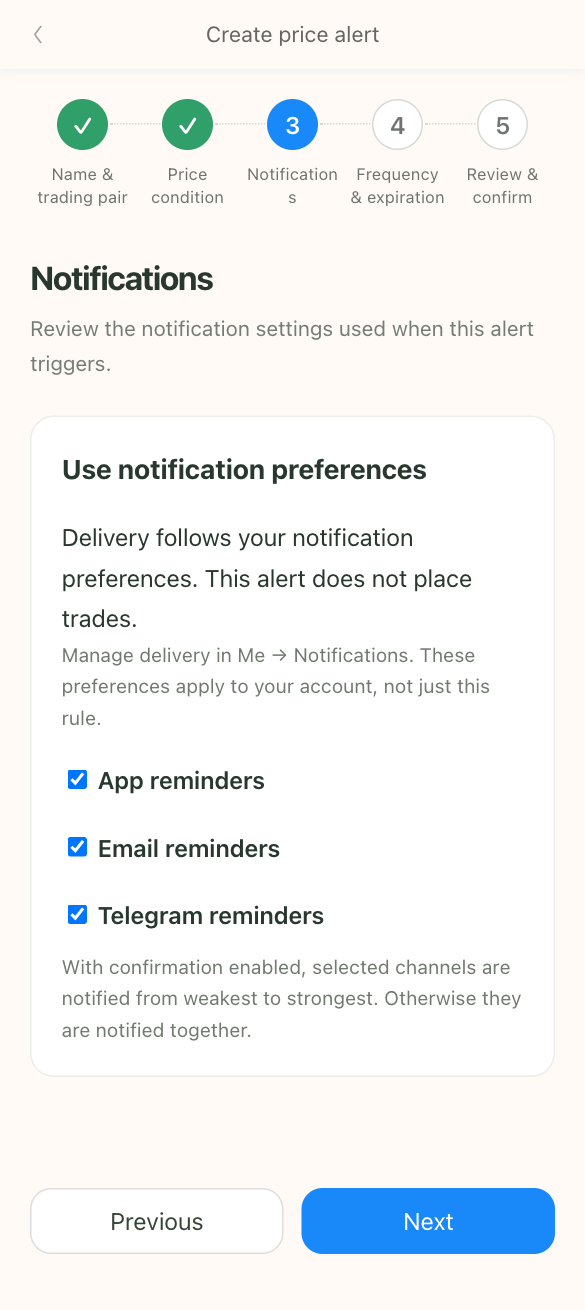 Create price alert
3
4
5
Name &
trading pair
Price
condition
Notification
s
Frequency
& expiration
Review &
confirm
Notifications
Review the notification settings used when this alert
triggers.
Use notification preferences
Delivery follows your notification
preferences. This alert does not place
trades.
Manage delivery in Me → Notifications. These
preferences apply to your account, not just this
rule.
App reminders
Email reminders
Telegram reminders
With confirmation enabled, selected channels are
notified from weakest to strongest. Otherwise they
are notified together.
Previous
Next